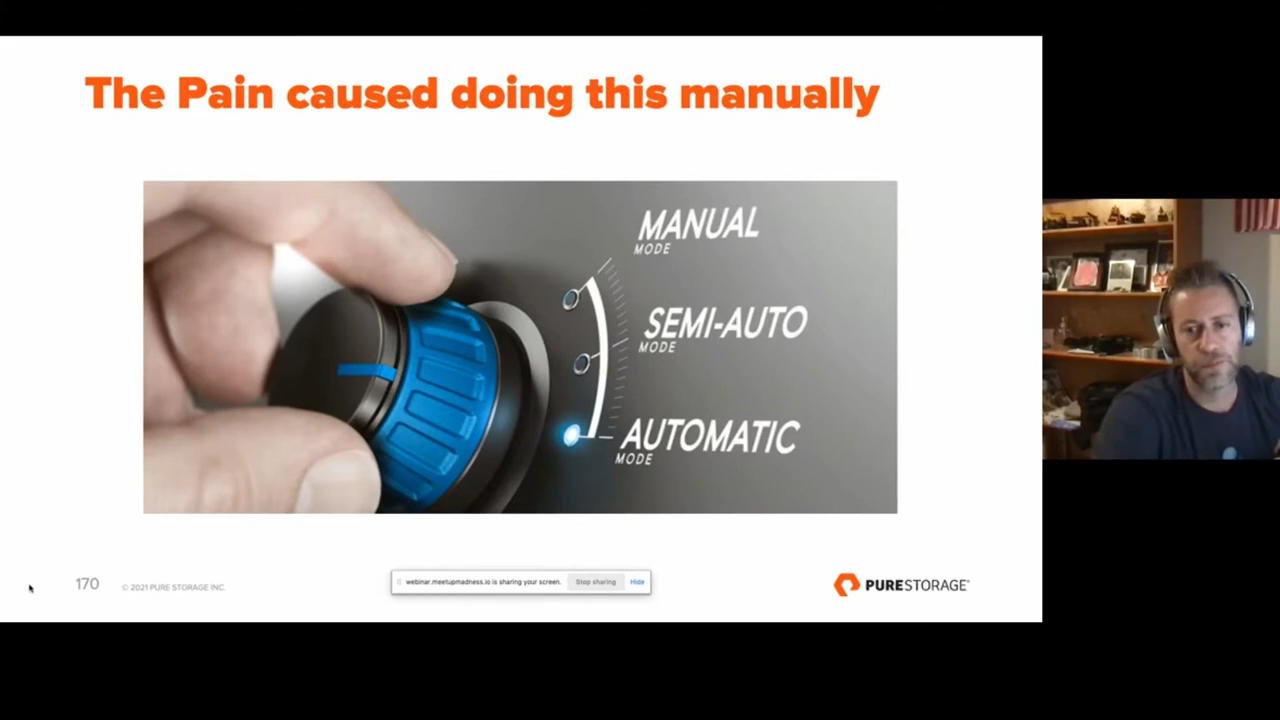 The Pain caused doing this manually
MANUAL
MODE
SEMI-AUTO
MODE
AUTOMATIC
MODE
170
© 2021 PURE STORAGE INC.
webinar.meetupmadness.io is sharing your screen.
Stop sharing
Hide
PURESTORAGE®